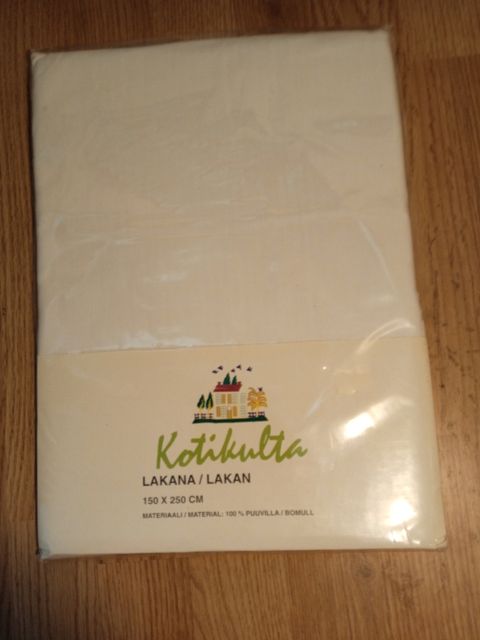 Kotikulta
LAKANA / LAKAN
150 X 250 CM
MATERIAALI / MATERIAL: 100 % PUUVILLA / BOMULL